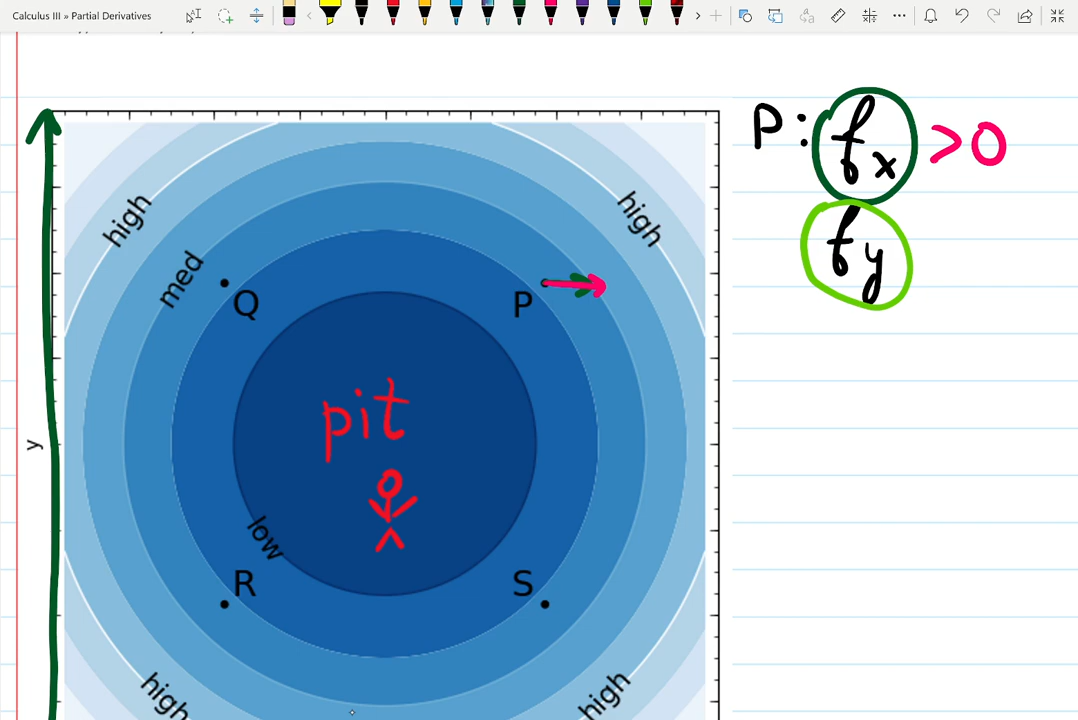 Calculus III » Partial Derivatives
P: fx >0
fy
high
high
med
Q
P
pit
y
low
R
S
high
high